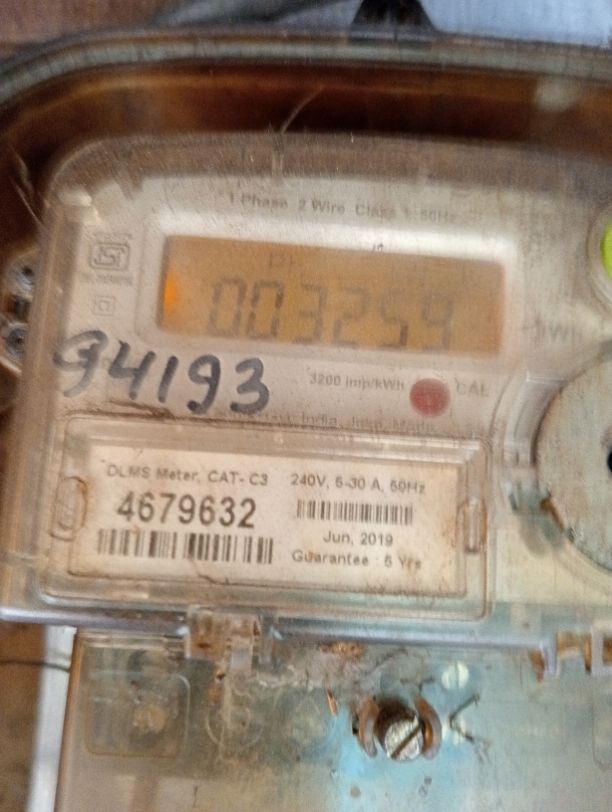 1 Phase 2 Wire Class 1 50Hz
003259
94193
3200 imp/kWh
CAL
India
DLMS Meter, CAT- C3
240V, 5-30 A, 50Hz
4679632
Jun, 2019
Guarantee : 5 Yrs